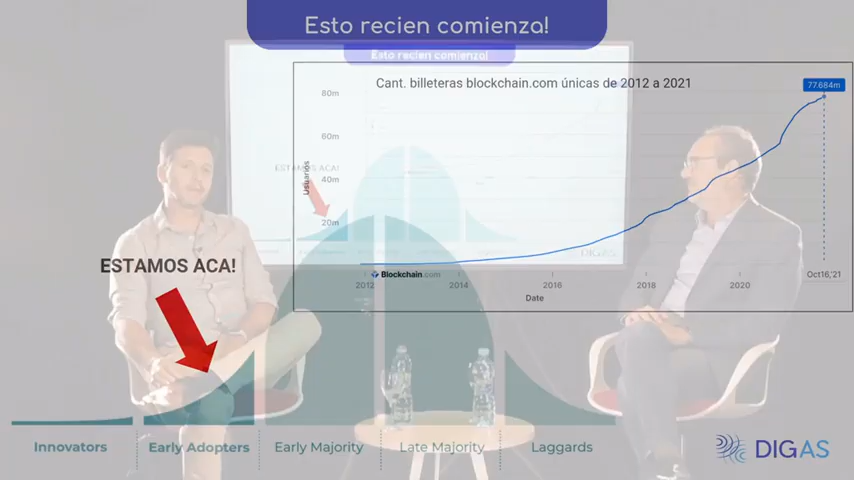 Esto recien comienza!
Esto recien comienza!
Cant. billeteras blockchain.com únicas de 2012 a 2021
77.684m
80m
60m
40m
20m
Usuarios
ESTAMOS ACA!
Blockchain.com
2012
2014
2016
2018
2020
Oct16,'21
Date
ESTAMOS ACA!
Innovators
Early Adopters
Early Majority
Late Majority
Laggards
DIGAS
DIGAS